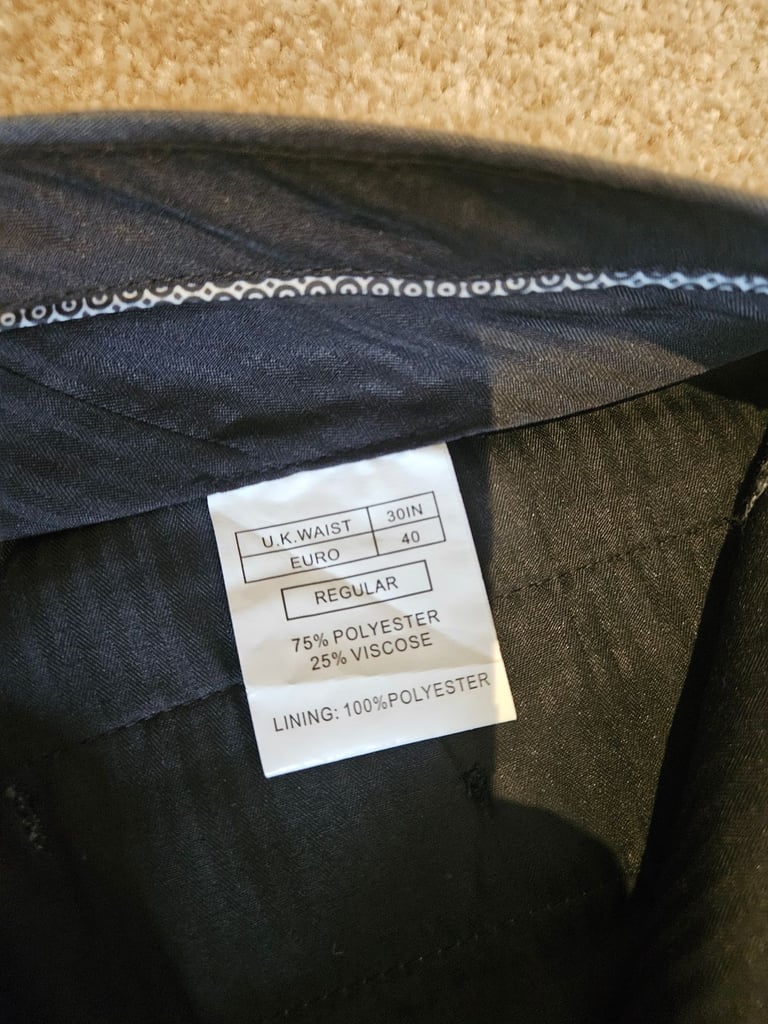 U.K.WAIST 30IN
EURO 40
REGULAR
75% POLYESTER
25% VISCOSE
LINING: 100%POLYESTER